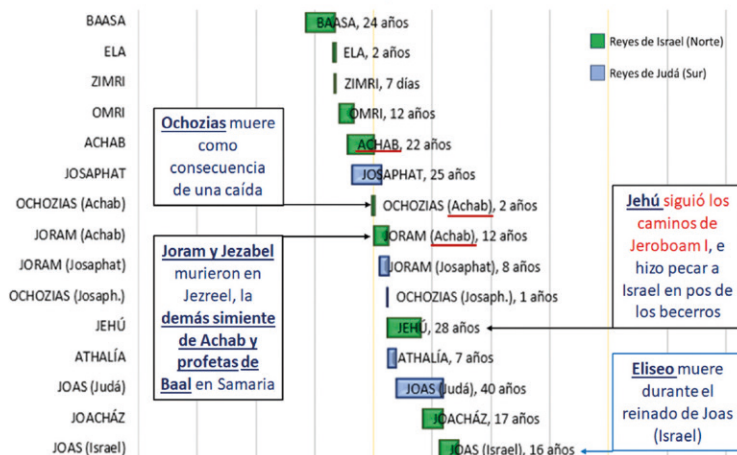 BAASA
BAASA, 24 años
ELA
ELA, 2 años
ZIMRI
ZIMRI, 7 días
OMRI
OMRI, 12 años
ACHAB
ACHAB, 22 años
JOSAPHAT
JOSAPHAT, 25 años
OCHOZIAS (Achab)
OCHOZIAS (Achab), 2 años
JORAM (Achab)
JORAM (Achab), 12 años
JORAM (Josaphat)
JORAM (Josaphat), 8 años
OCHOZIAS (Josaph.)
OCHOZIAS (Josaph.), 1 años
JEHÚ
JEHÚ, 28 años
ATHALÍA
ATHALÍA, 7 años
JOAS (Judá)
JOAS (Judá), 40 años
JOACHÁZ
JOACHÁZ, 17 años
JOAS (Israel)
JOAS (Israel), 16 años
Reyes de Israel (Norte)
Reyes de Judá (Sur)
Ochozias muere
como
consecuencia
de una caída
Joram y Jezabel
murieron en
Jezreel, la
demás simiente
de Achab y
profetas de
Baal en Samaria
Jehú siguió los
caminos de
Jeroboam I, e
hizo pecar a
Israel en pos de
los becerros
Eliseo muere
durante el
reinado de Joas
(Israel)